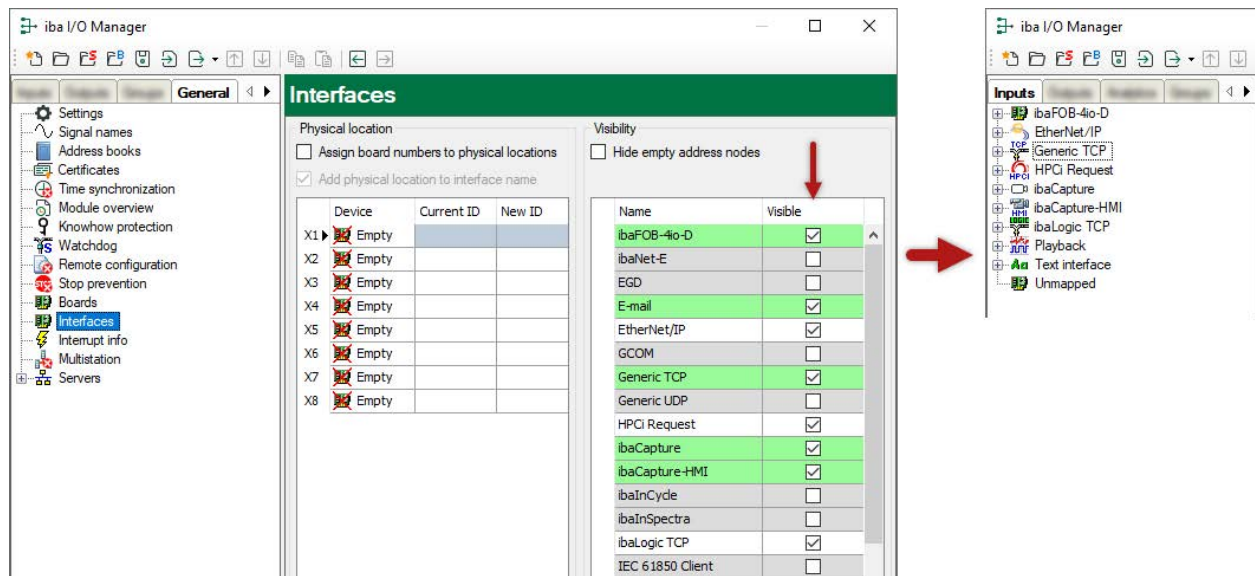 iba I/O Manager
General
Settings
Signal names
Address books
Certificates
Time synchronization
Module overview
Knowhow protection
Watchdog
Remote configuration
Stop prevention
Boards
Interfaces
Interrupt info
Multistation
Servers
Interfaces
Physical location
Assign board numbers to physical locations
Add physical location to interface name
Device Current ID New ID
X1 Empty
X2 Empty
X3 Empty
X4 Empty
X5 Empty
X6 Empty
X7 Empty
X8 Empty
Visibility
Hide empty address nodes
Name Visible
ibaFOB-4io-D
ibaNet-E
EGD
E-mail
EtherNet/IP
GCOM
Generic TCP
Generic UDP
HPCi Request
ibaCapture
ibaCapture-HMI
ibaInCycle
ibaInSpectra
ibaLogic TCP
IEC 61850 Client
iba I/O Manager
Inputs
ibaFOB-4io-D
EtherNet/IP
TCP Generic TCP
HPCi HPCi Request
ibaCapture
HMI ibaCapture-HMI
LOGIC ibaLogic TCP
Playback
Aa Text interface
Unmapped